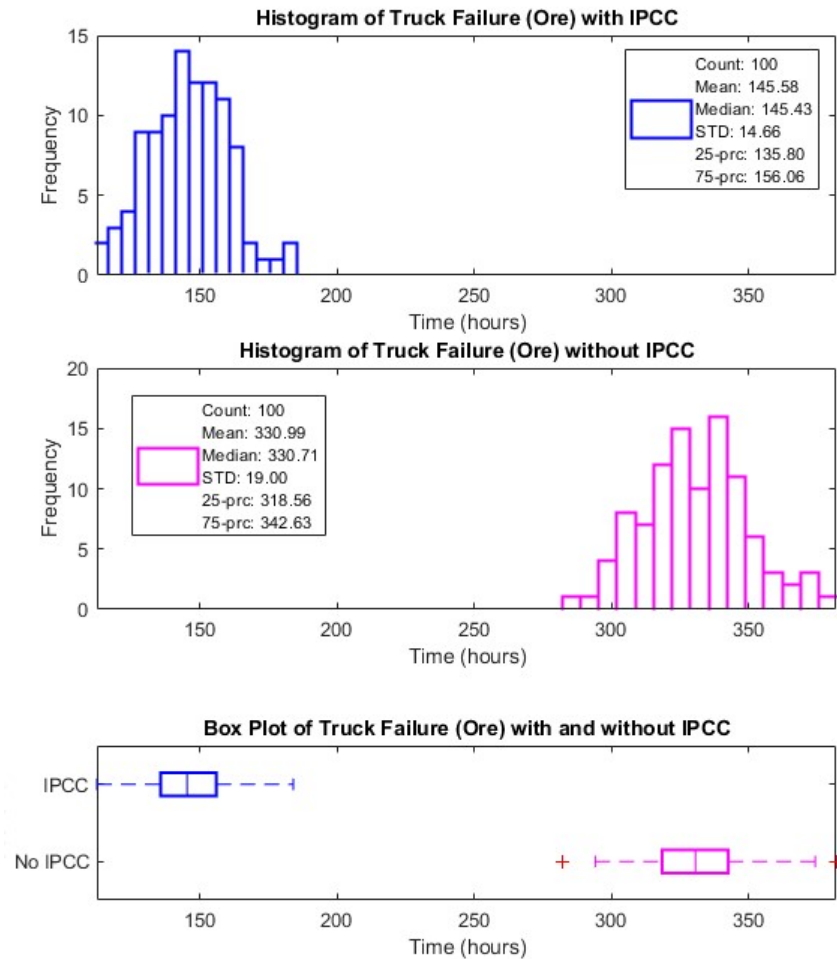 Histogram of Truck Failure (Ore) with IPCC
15
10
5
0
Frequency
Count: 100
Mean: 145.58
Median: 145.43
STD: 14.66
25-prc: 135.80
75-prc: 156.06
150 200 250 300 350
Time (hours)
Histogram of Truck Failure (Ore) without IPCC
20
15
10
5
0
Frequency
Count: 100
Mean: 330.99
Median: 330.71
STD: 19.00
25-prc: 318.56
75-prc: 342.63
150 200 250 300 350
Time (hours)
Box Plot of Truck Failure (Ore) with and without IPCC
IPCC
No IPCC
150 200 250 300 350
Time (hours)